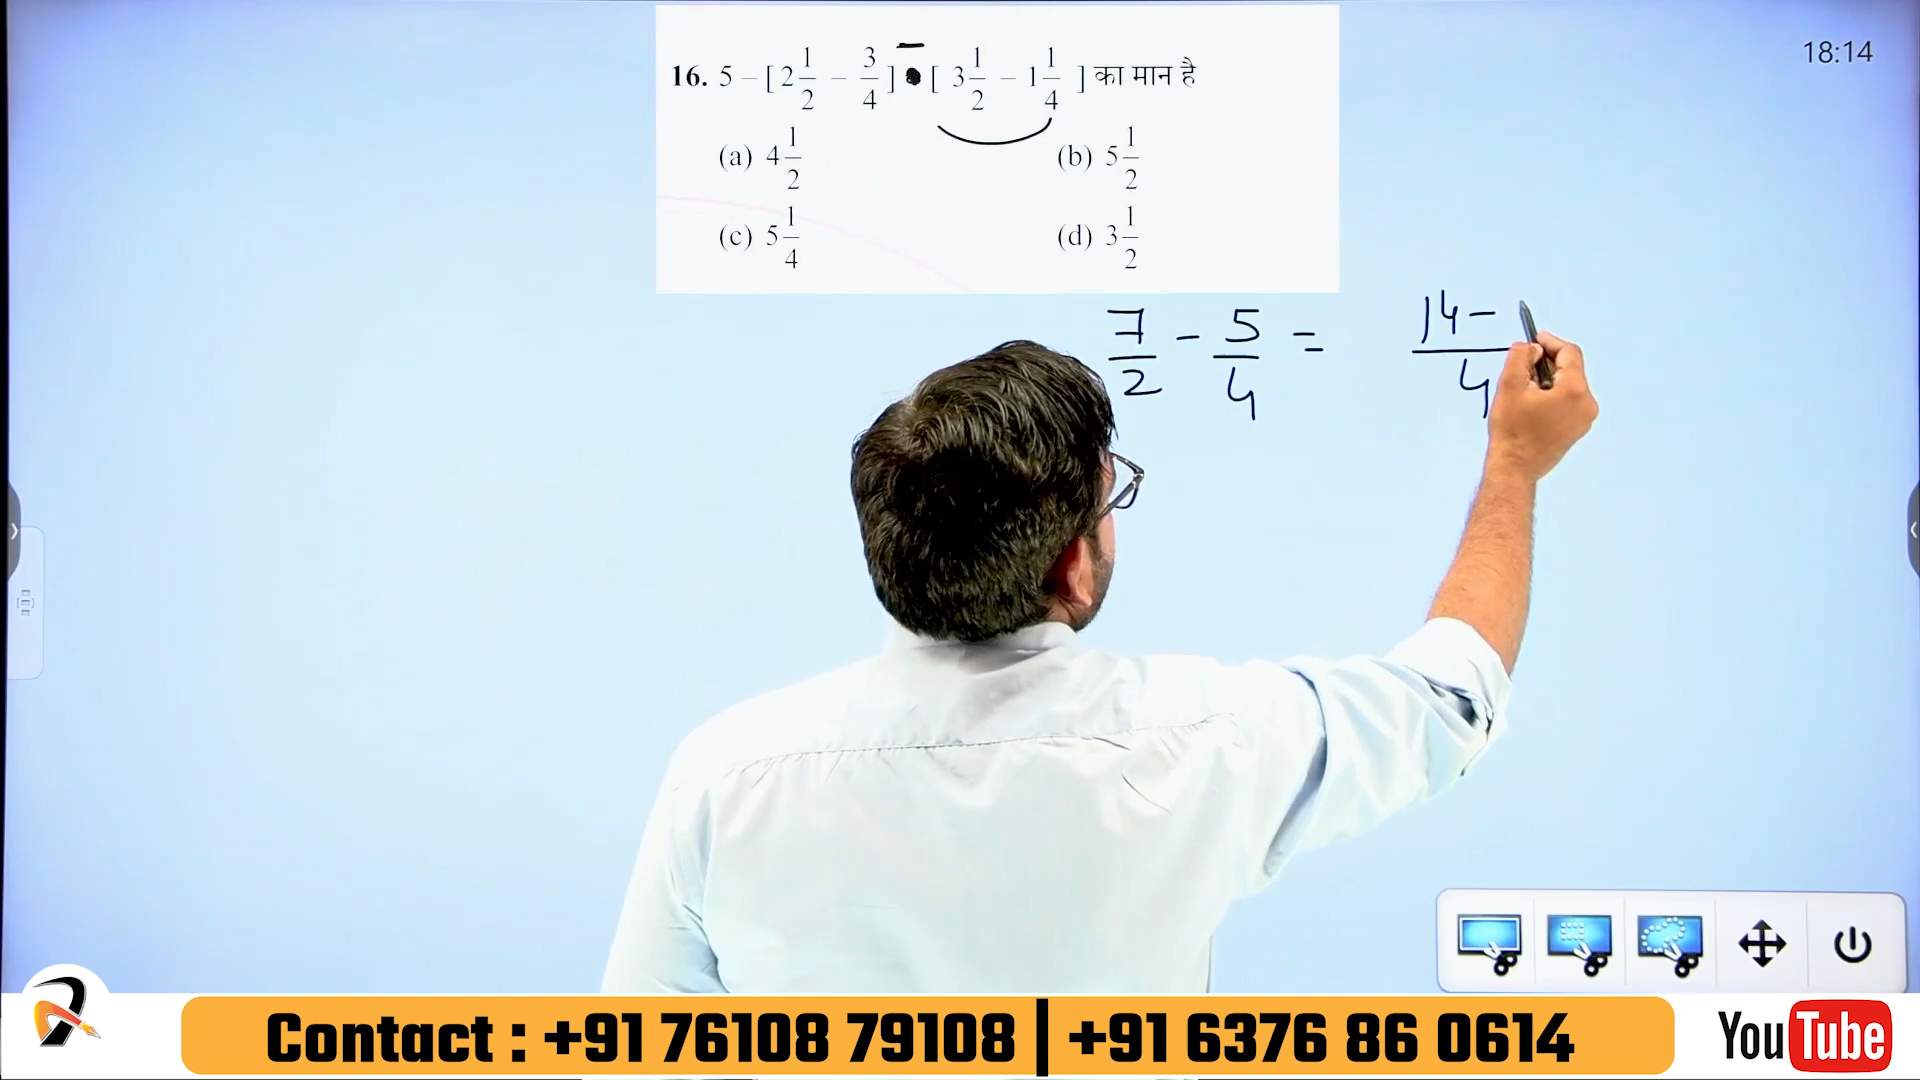 18:14
16. 5 – [ 2 1/2 – 3/4 ] – [ 3 1/2 – 1 1/4 ] का मान है
(a) 4 1/2 (b) 5 1/2
(c) 5 1/4 (d) 3 1/2
7/2 - 5/4 = 14- /4
Contact : +91 76108 79108 | +91 6376 86 0614
YouTube